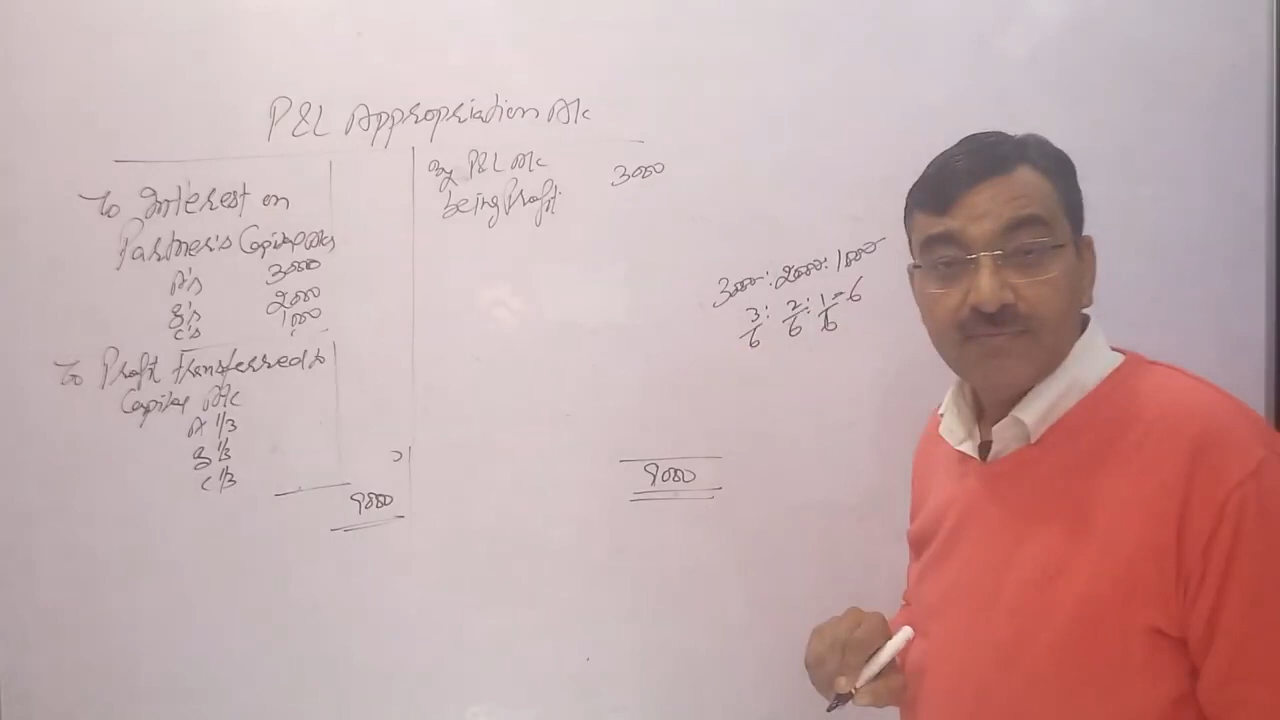 P&L Appropriation A/c
To Interest on
Partner's Capital A/cs
A's 3000
B's 2000
C's 1000
To Profit transferred to
Capital A/c
A 1/3
B 1/3
C 1/3
9000
By P&L A/c 3000
being Profit
9000
3000 : 2000 : 1000
3/6 : 2/6 : 1/6 = 6